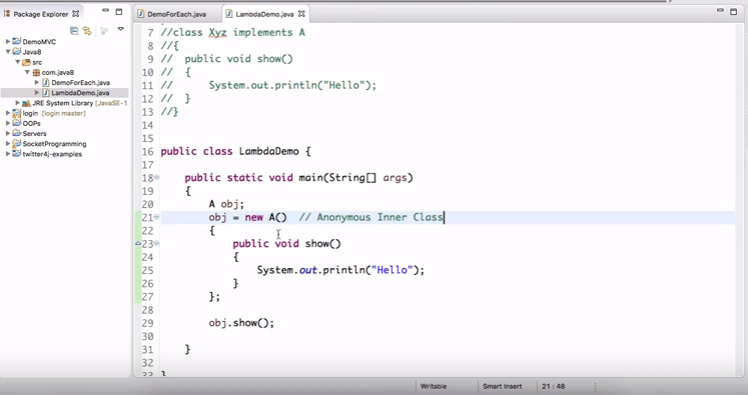 Package Explorer
DemoMVC
Java8
src
com.java8
DemoForEach.java
LambdaDemo.java
JRE System Library [JavaSE-1
login [login master]
OOPs
Servers
SocketProgramming
twitter4j-examples
DemoForEach.java
LambdaDemo.java
7 //class Xyz implements A
8 //{
9 // public void show()
10 // {
11 // System.out.println("Hello");
12 // }
13 //}
14
15
16 public class LambdaDemo {
17
18 public static void main(String[] args)
19 {
20 A obj;
21 obj = new A() // Anonymous Inner Class
22 {
23 public void show()
24 {
25 System.out.println("Hello");
26 }
27 };
28
29 obj.show();
30
31 }
32
33 }
Writable
Smart Insert
21 : 48